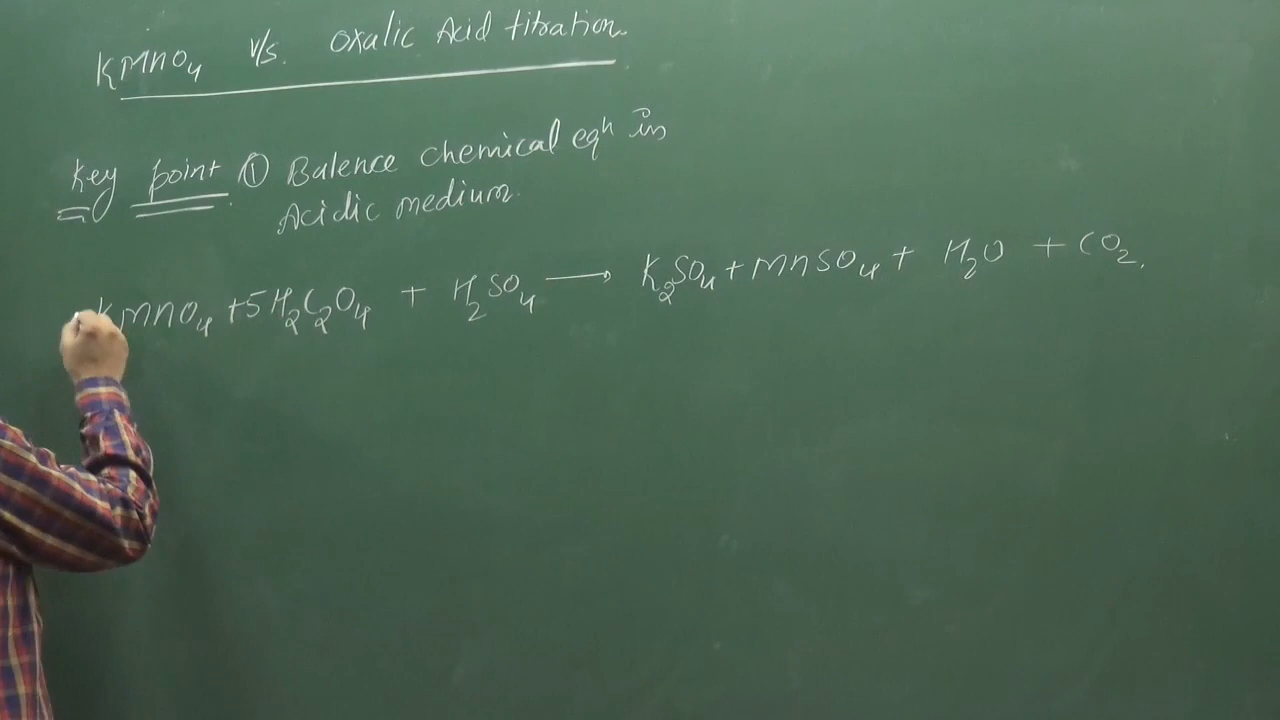 KMnO₄ v/s. Oxalic Acid titration.
Key point ① Balence chemical eqⁿ in
Acidic medium.
KMnO₄ + 5H₂C₂O₄ + H₂SO₄ → K₂SO₄ + MnSO₄ + H₂O + CO₂.